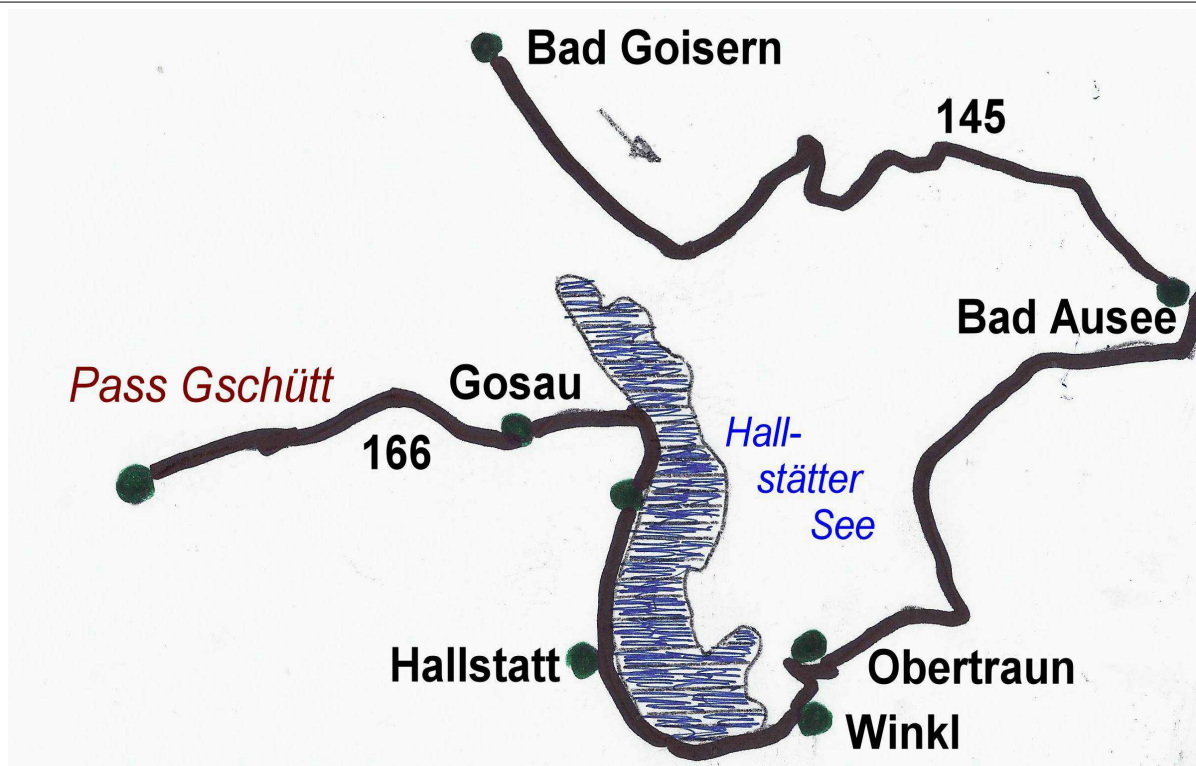 Bad Goisern
145
Bad Ausee
Pass Gschütt
Gosau
166
Hall-
stätter
See
Hallstatt
Obertraun
Winkl